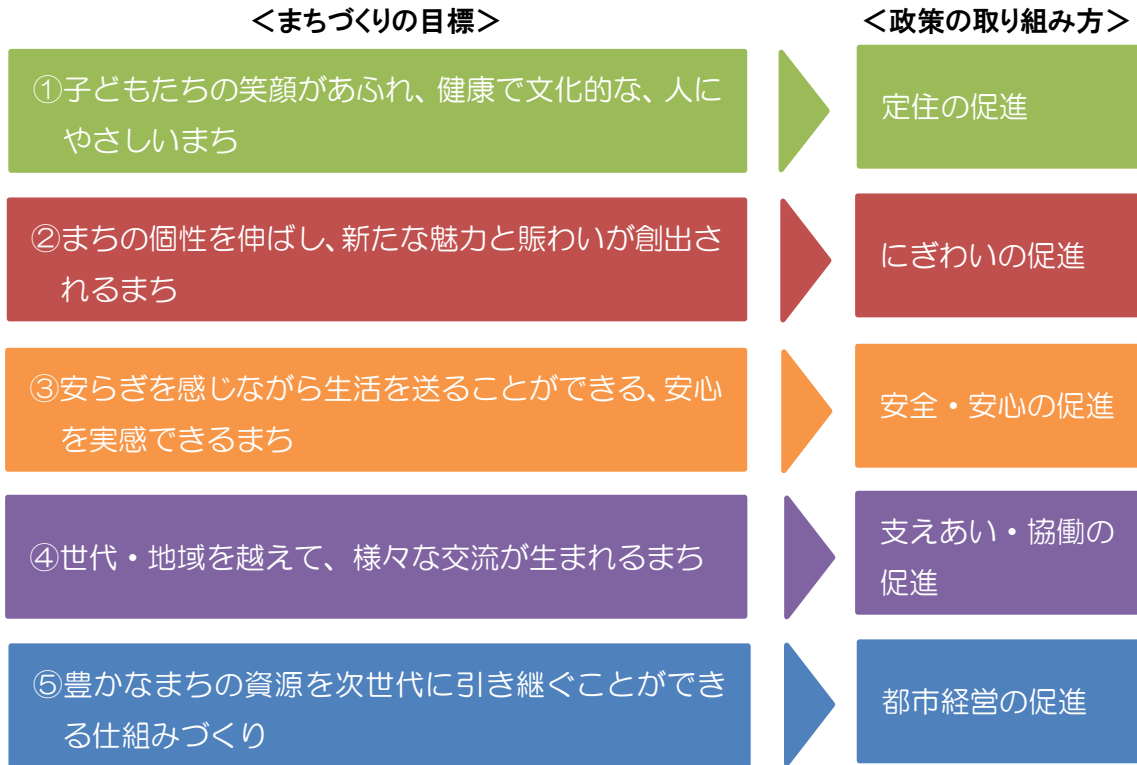 ＜まちづくりの目標＞
＜政策の取り組み方＞
①子どもたちの笑顔があふれ、健康で文化的な、人に
やさしいまち
定住の促進
②まちの個性を伸ばし、新たな魅力と賑わいが創出さ
れるまち
にぎわいの促進
③安らぎを感じながら生活を送ることができる、安心
を実感できるまち
安全・安心の促進
④世代・地域を越えて、様々な交流が生まれるまち
支えあい・協働の
促進
⑤豊かなまちの資源を次世代に引き継ぐことができ
る仕組みづくり
都市経営の促進